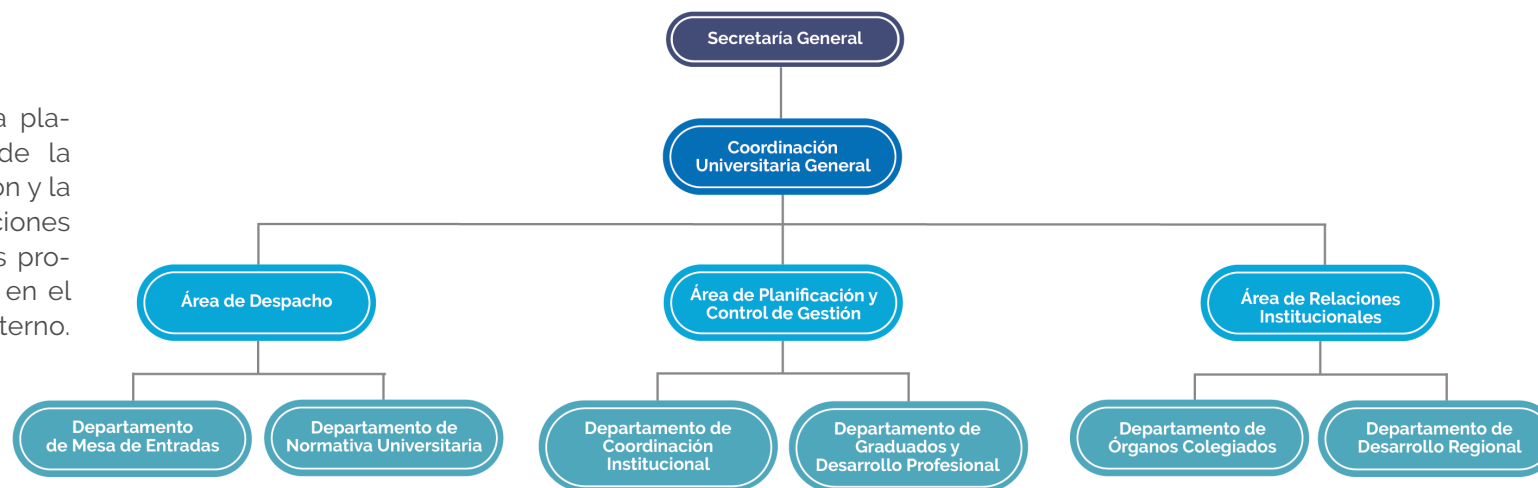 a pla-
de la
ón y la
ciones
s pro-
en el
terno.
Secretaría General
Coordinación
Universitaria General
Área de Despacho
Área de Planificación y
Control de Gestión
Área de Relaciones
Institucionales
Departamento
de Mesa de Entradas
Departamento de
Normativa Universitaria
Departamento de
Coordinación
Institucional
Departamento de
Graduados y
Desarrollo Profesional
Departamento de
Órganos Colegiados
Departamento de
Desarrollo Regional